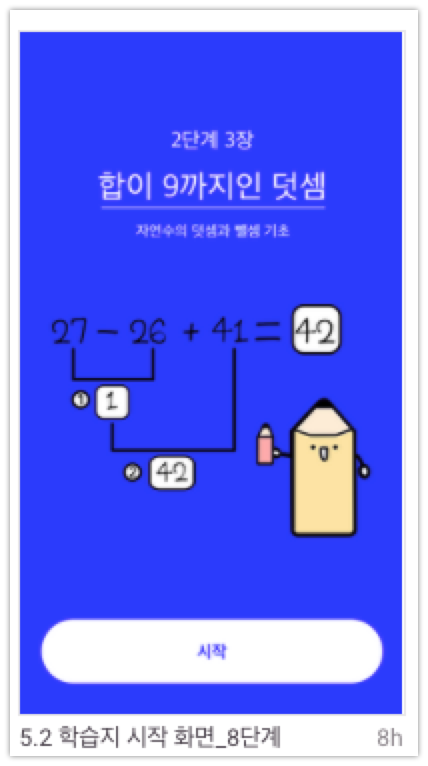 2단계 3장
합이 9까지인 덧셈
자연수의 덧셈과 뺄셈 기초
27 - 26 + 41 = 42
① 1
② 42
시작
5.2 학습지 시작 화면_8단계 8h